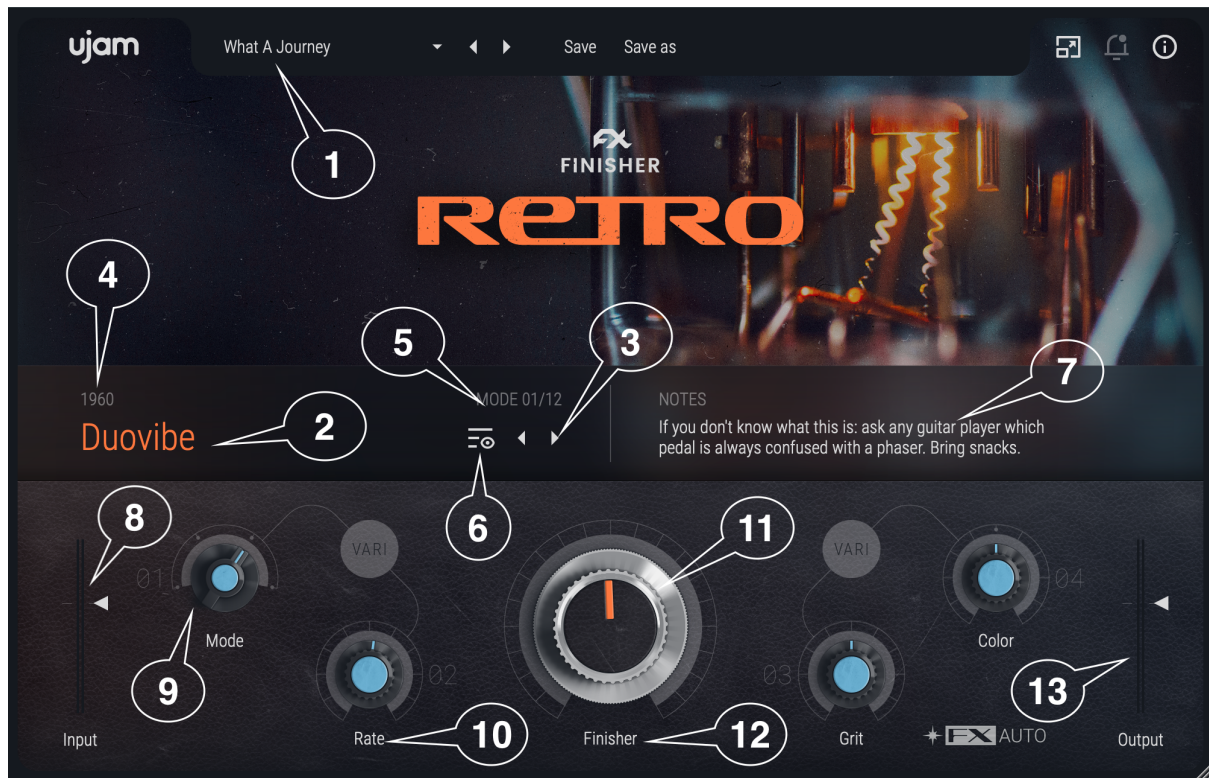 ujam
What A Journey
Save
Save as
1
FX
FINISHER
RETRO
4
5
3
7
1960
MODE 01/12
NOTES
Duovibe
2
If you don't know what this is: ask any guitar player which
pedal is always confused with a phaser. Bring snacks.
8
6
11
VARI
VARI
01
04
Mode
Color
9
02
03
13
10
12
Input
Rate
Finisher
Grit
FX AUTO
Output